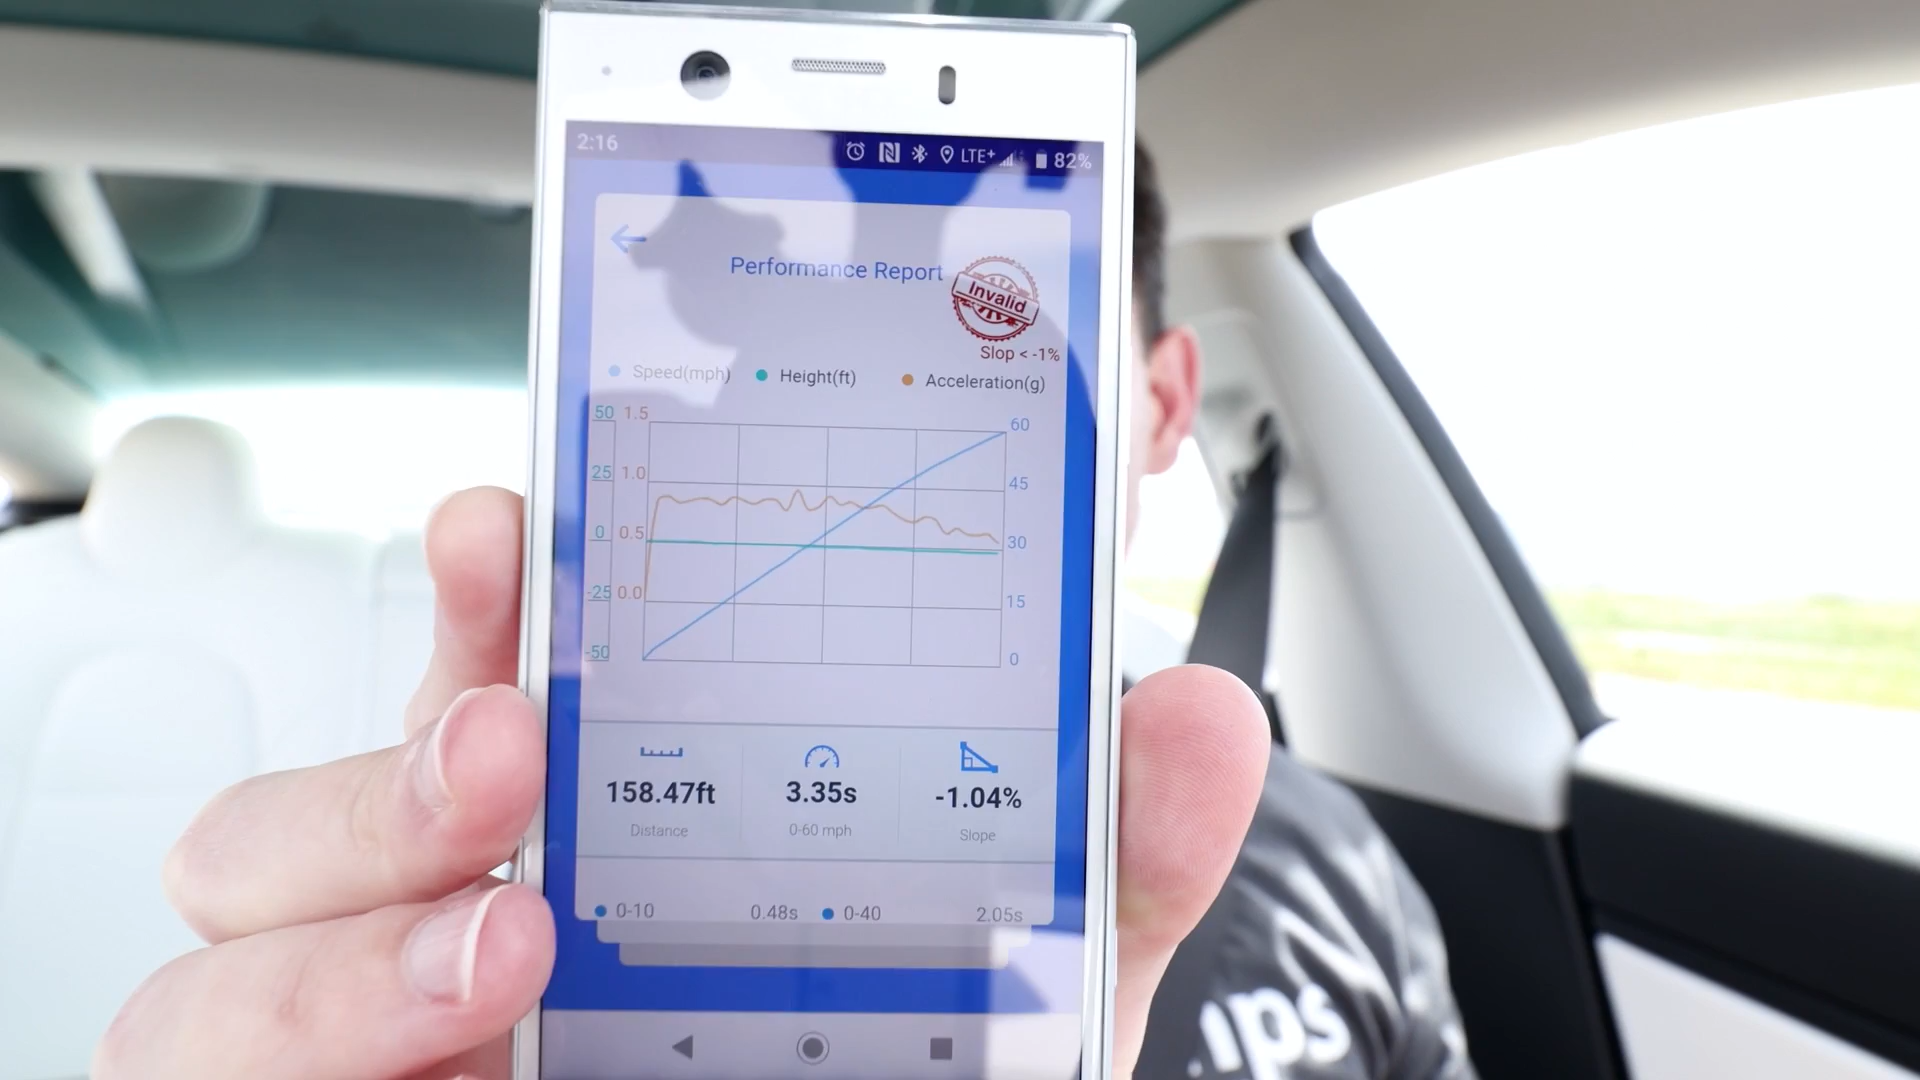 2:16 LTE+ 82%
Performance Report
Invalid
Slop < -1%
Speed(mph) Height(ft) Acceleration(g)
50 1.5 60
25 1.0 45
0 0.5 30
-25 0.0 15
-50 0
158.47ft 3.35s -1.04%
Distance 0-60 mph Slope
0-10 0.48s 0-40 2.05s